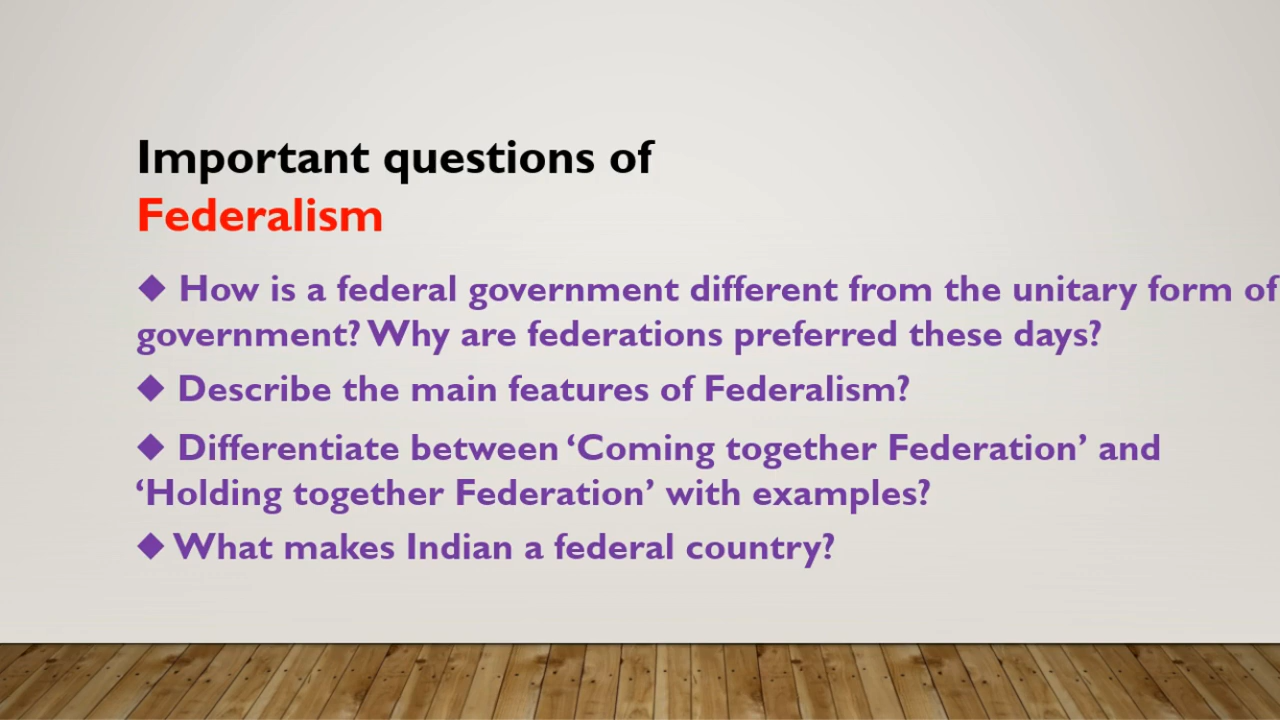 Important questions of
Federalism
◆ How is a federal government different from the unitary form of
government? Why are federations preferred these days?
◆ Describe the main features of Federalism?
◆ Differentiate between ‘Coming together Federation’ and
‘Holding together Federation’ with examples?
◆ What makes Indian a federal country?